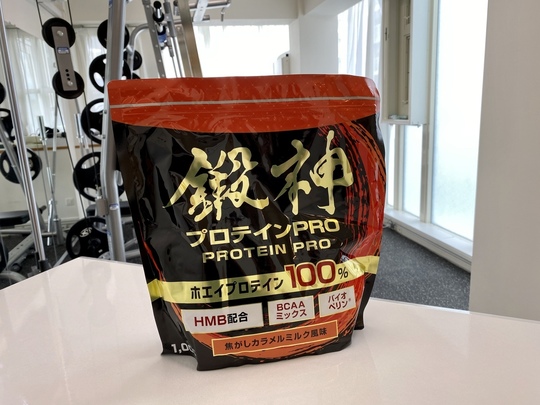 鍛神
プロテインPRO
PROTEIN PRO
ホエイプロテイン100%
HMB配合
BCAA
ミックス
バイオ
ペリン
焦がしカラメルミルク風味